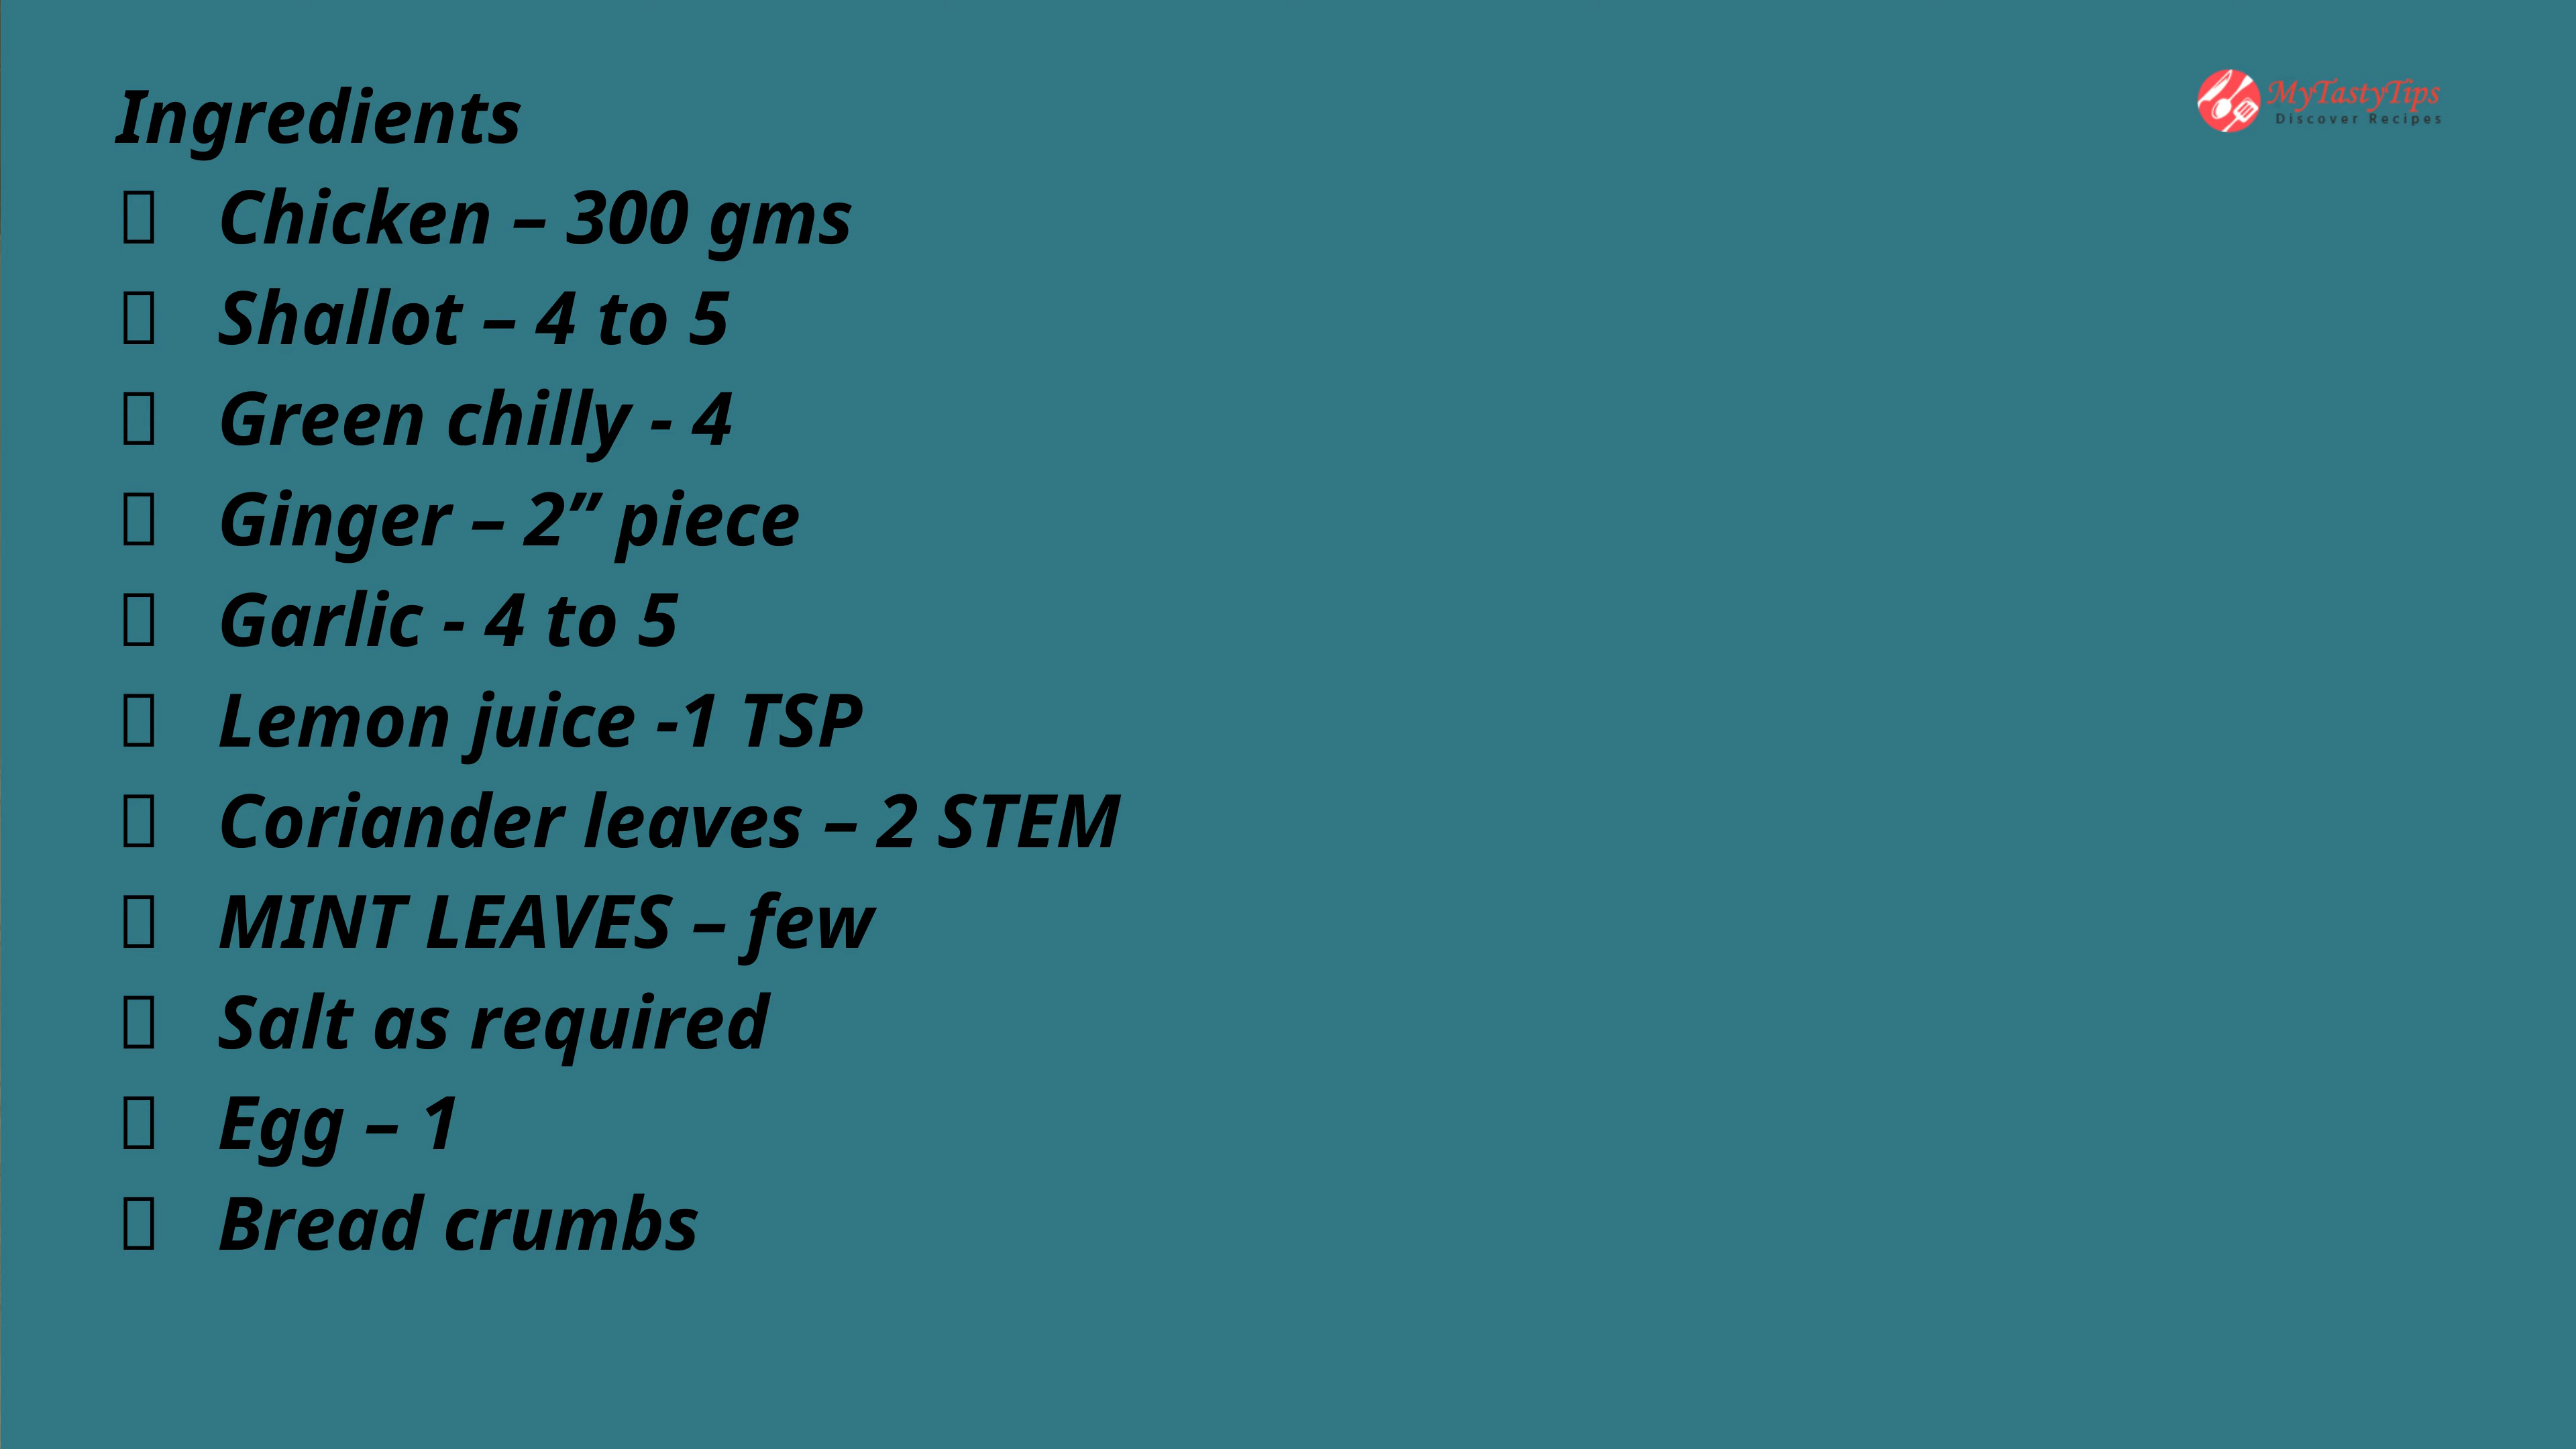 Ingredients
Chicken – 300 gms
Shallot – 4 to 5
Green chilly - 4
Ginger – 2” piece
Garlic - 4 to 5
Lemon juice -1 TSP
Coriander leaves – 2 STEM
MINT LEAVES – few
Salt as required
Egg – 1
Bread crumbs
MyTastyTips
Discover Recipes